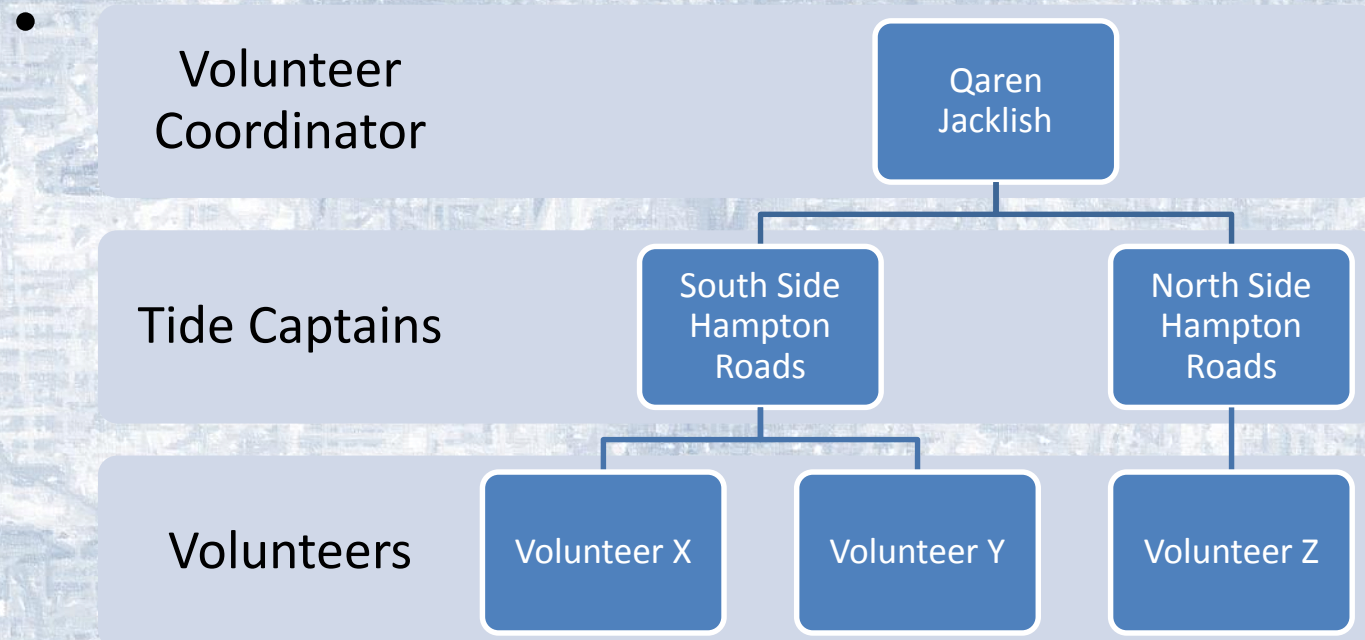 •
Volunteer
Coordinator
Qaren
Jacklish
Tide Captains
South Side
Hampton
Roads
North Side
Hampton
Roads
Volunteers
Volunteer X
Volunteer Y
Volunteer Z